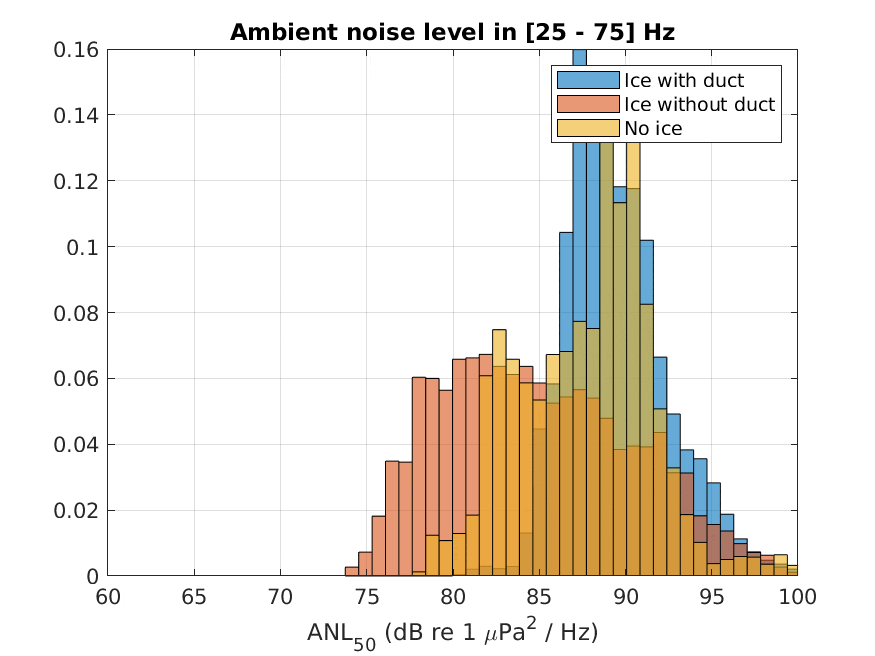 Ambient noise level in [25 - 75] Hz
0.16
0.14
0.12
0.1
0.08
0.06
0.04
0.02
0
Ice with duct
Ice without duct
No ice
60 65 70 75 80 85 90 95 100
ANL50 (dB re 1 μPa2 / Hz)